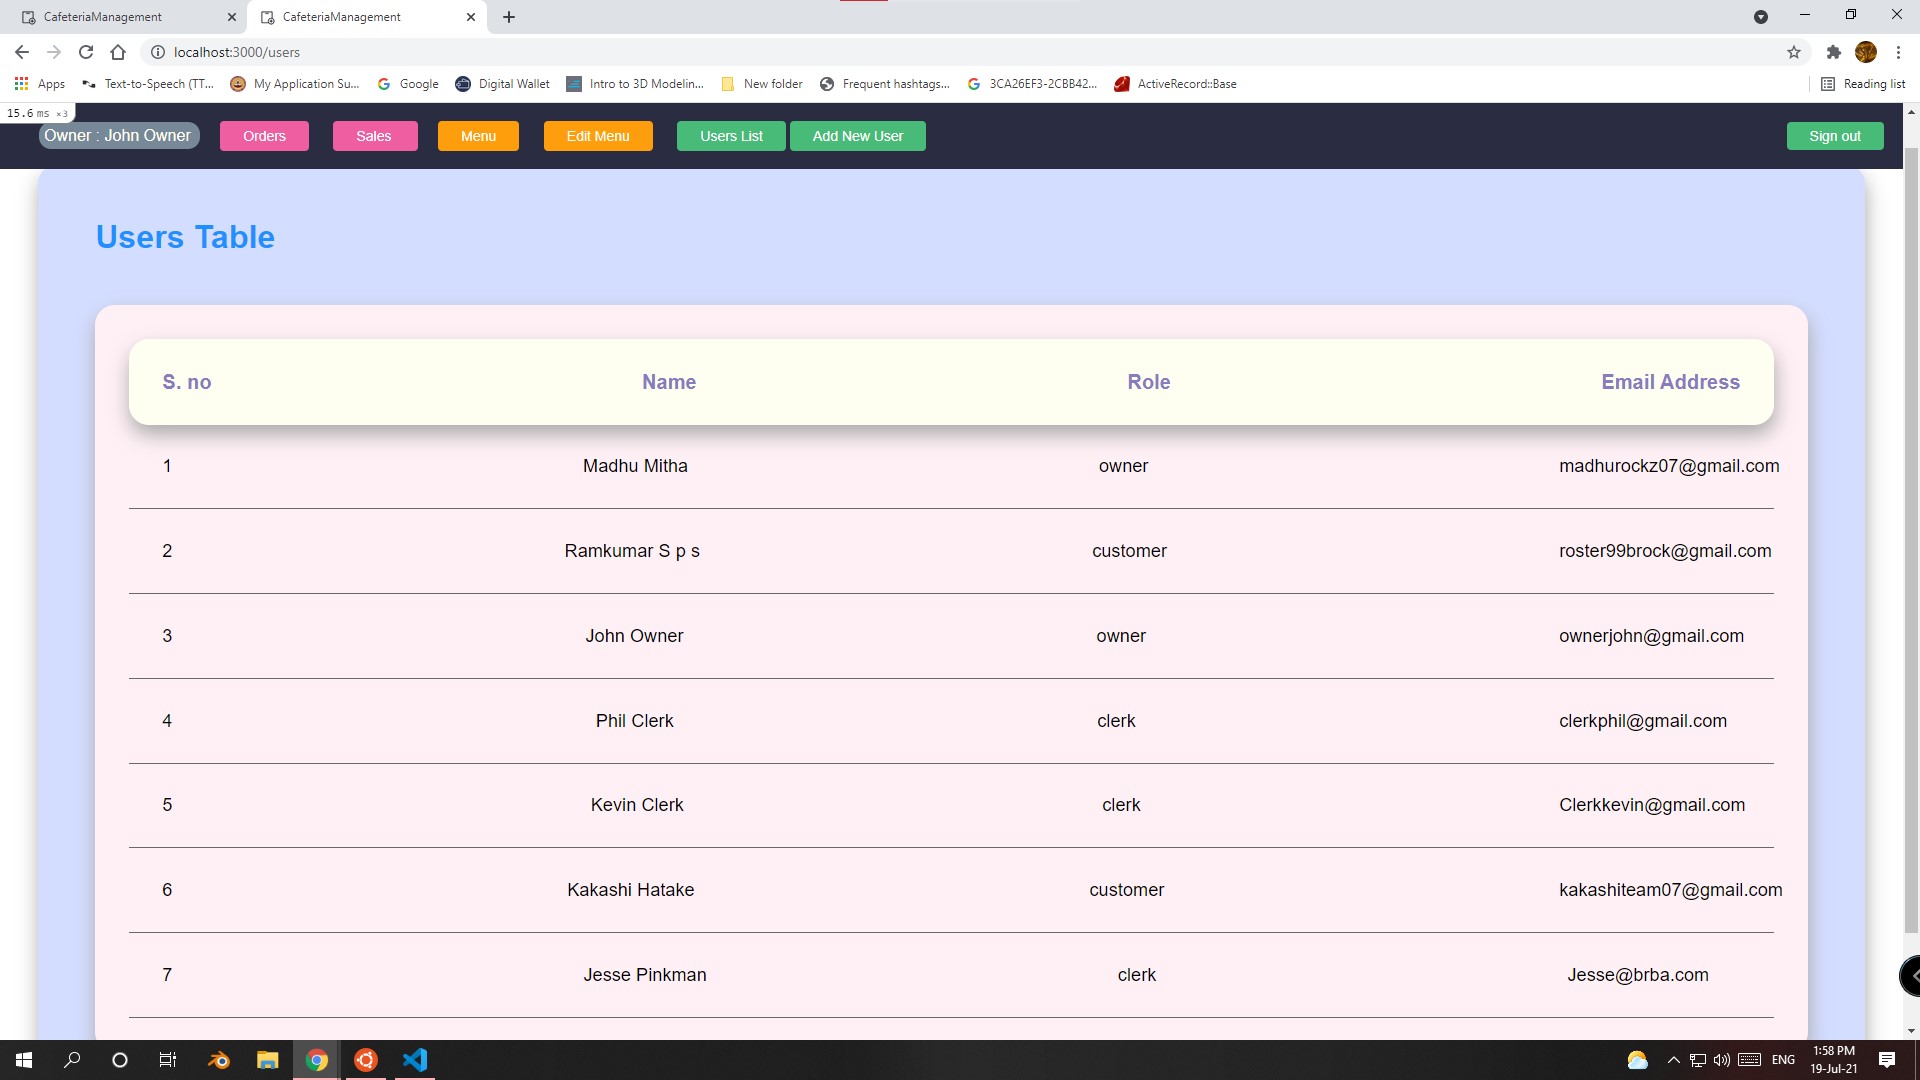 CafeteriaManagement CafeteriaManagement
localhost:3000/users
Apps Text-to-Speech (TT... My Application Su... Google Digital Wallet Intro to 3D Modelin... New folder Frequent hashtags... 3CA26EF3-2CBB42... ActiveRecord::Base Reading list
15.6 ms ×3
Owner : John Owner Orders Sales Menu Edit Menu Users List Add New User Sign out
Users Table
S. no Name Role Email Address
1 Madhu Mitha owner madhurockz07@gmail.com
2 Ramkumar S p s customer roster99brock@gmail.com
3 John Owner owner ownerjohn@gmail.com
4 Phil Clerk clerk clerkphil@gmail.com
5 Kevin Clerk clerk Clerkkevin@gmail.com
6 Kakashi Hatake customer kakashiteam07@gmail.com
7 Jesse Pinkman clerk Jesse@brba.com
ENG 1:58 PM
19-Jul-21